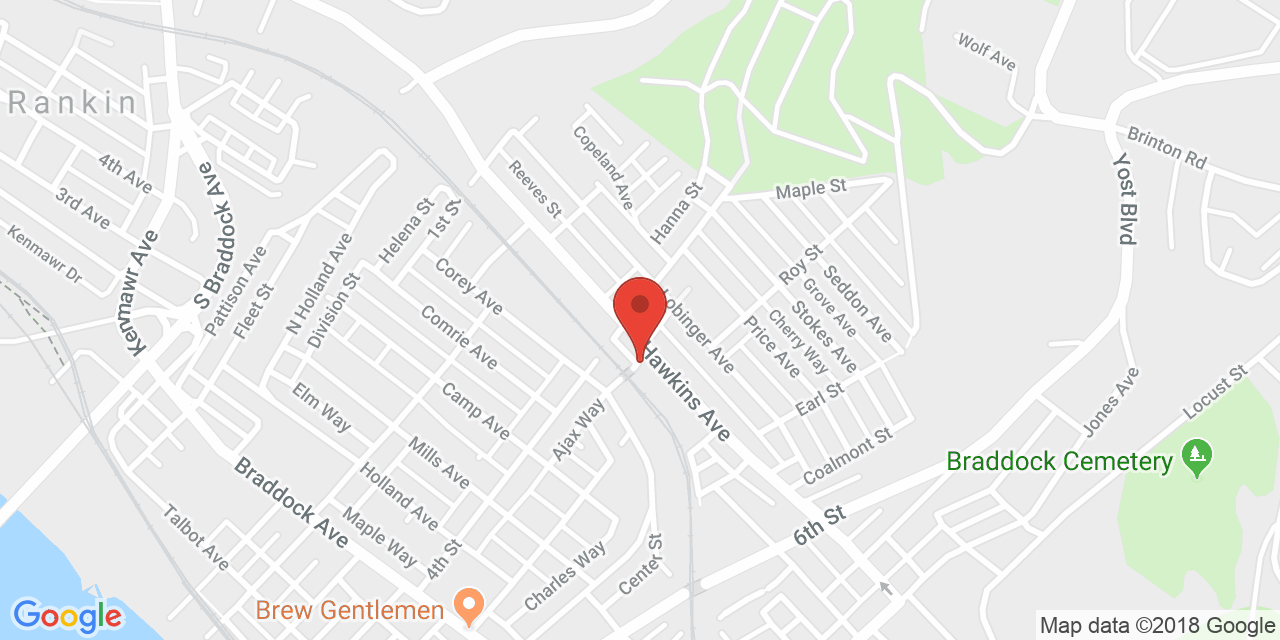 Wolf Ave
Rankin
Brinton Rd
Copeland Ave
4th Ave
Reeves St
Maple St
S Braddock Ave
3rd Ave
Hanna St
Yost Blvd
Helena St
1st St
Kenmawr Dr
Kenmawr Ave
Pattison Ave
Fleet St
N Holland Ave
Division St
Corey Ave
Roy St
Seddon Ave
Grove Ave
Stokes Ave
Cherry Way
Price Ave
Lobinger Ave
Comrie Ave
Hawkins Ave
Earl St
Elm Way
Camp Ave
Ajax Way
Jones Ave
Locust St
Coalmont St
Mills Ave
Braddock Cemetery
Braddock Ave
Holland Ave
Talbot Ave
Maple Way
4th St
6th St
Charles Way
Center St
Brew Gentlemen
Google
Map data ©2018 Google